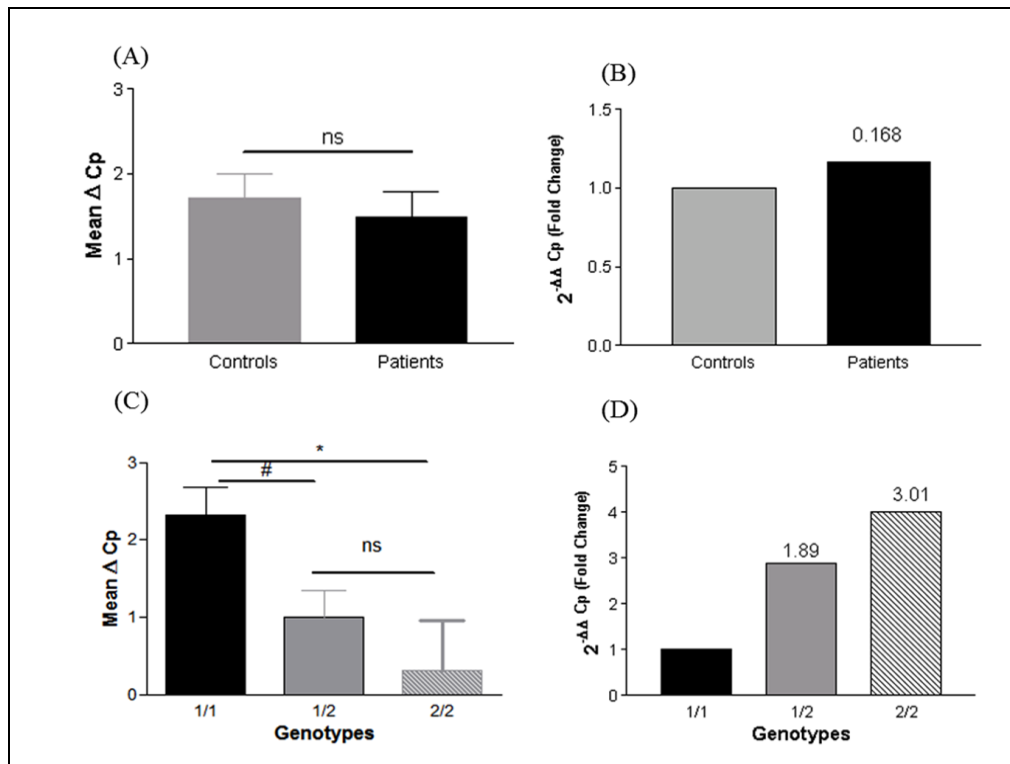 (A)
3
2
1
0
Mean Δ Cp
ns
Controls Patients
(B)
1.5
1.0
0.5
0.0
2-ΔΔ Cp (Fold Change)
0.168
Controls Patients
(C)
3
2
1
0
Mean Δ Cp
*
#
ns
1/1 1/2 2/2
Genotypes
(D)
5
4
3
2
1
0
2-ΔΔ Cp (Fold Change)
1.89
3.01
1/1 1/2 2/2
Genotypes